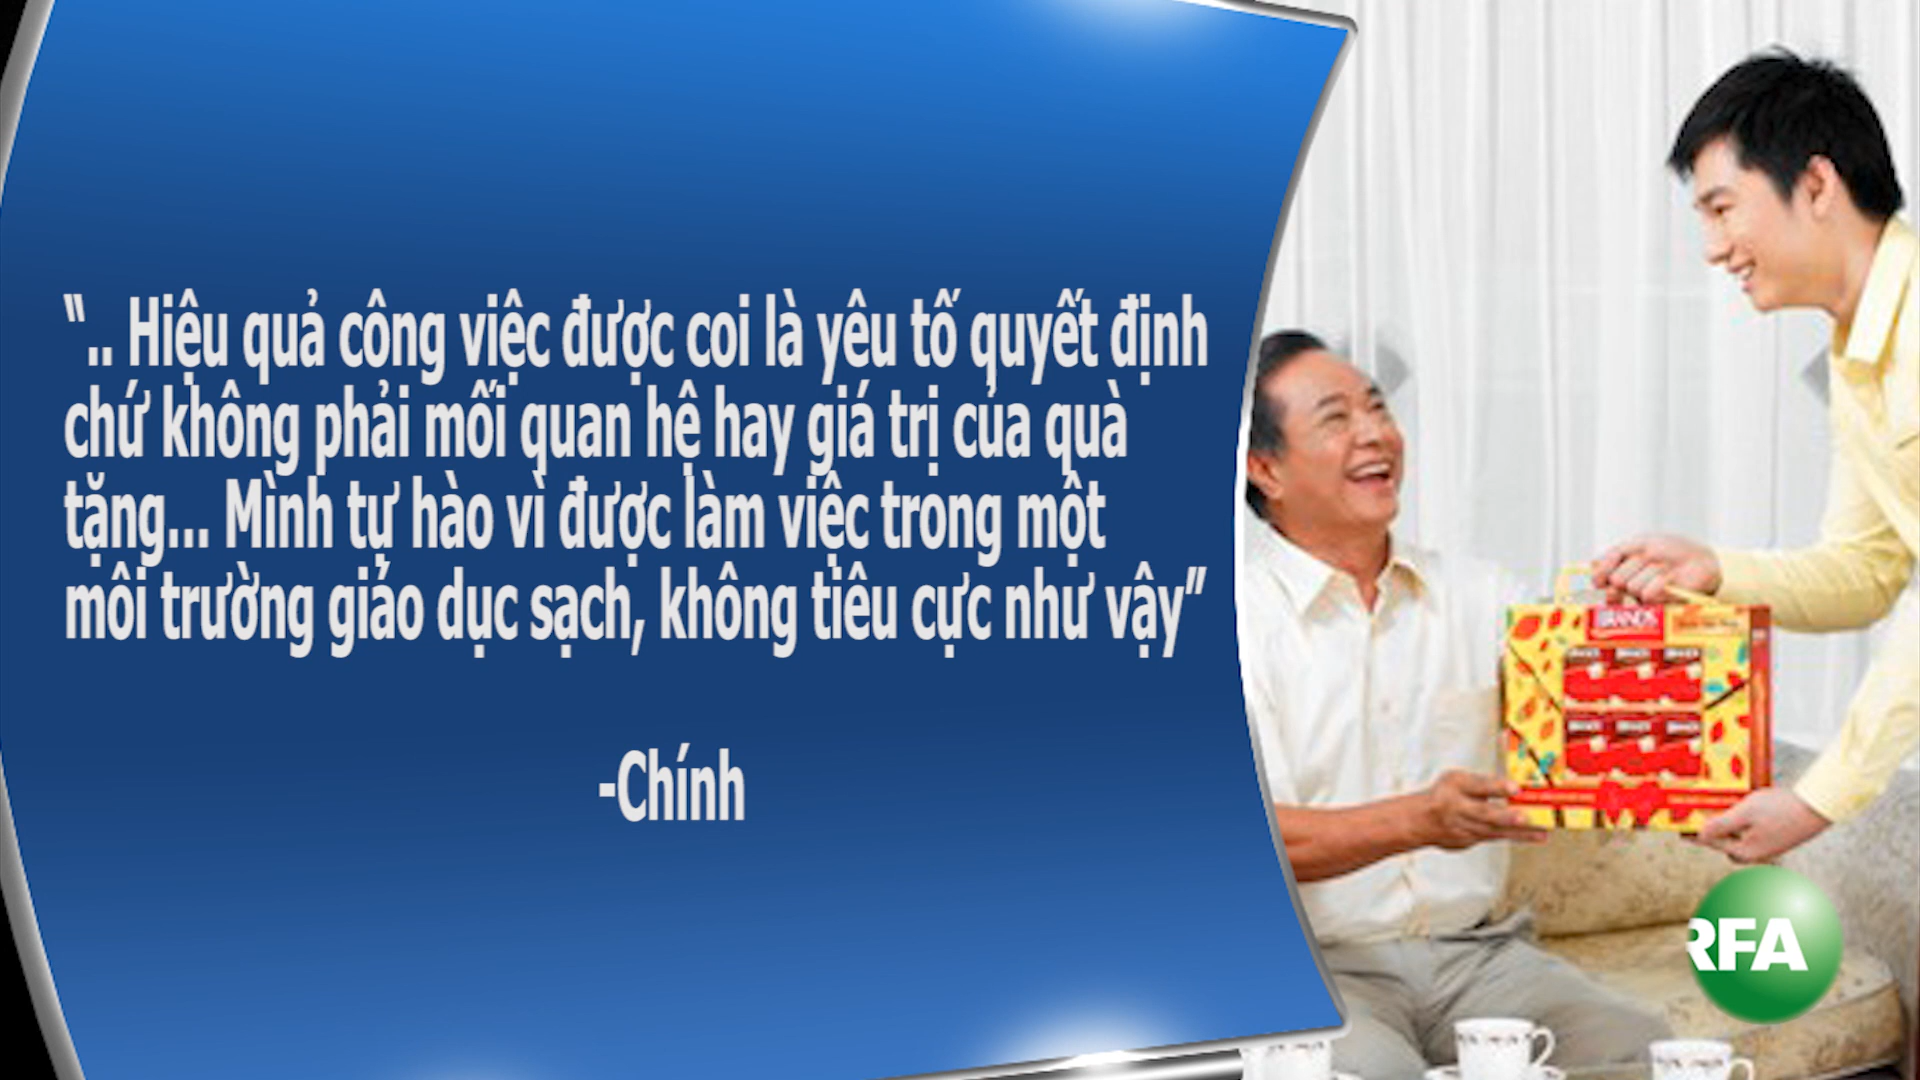 “.. Hiệu quả công việc được coi là yêu tố quyết định
chứ không phải mối quan hệ hay giá trị của quà
tặng... Mình tự hào vì được làm việc trong một
môi trường giáo dục sạch, không tiêu cực như vậy”
-Chính
BRAND'S
RFA